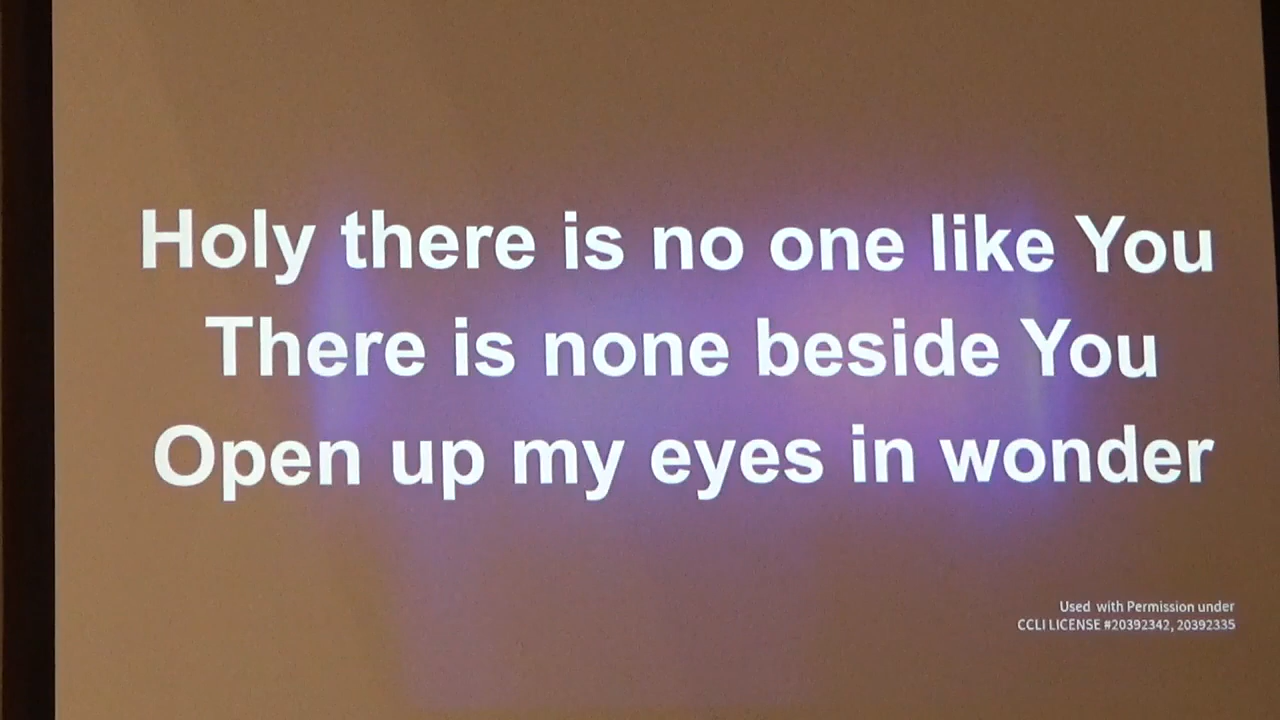 Holy there is no one like You
There is none beside You
Open up my eyes in wonder
Used with Permission under
CCLI LICENSE #20392342, 20392335